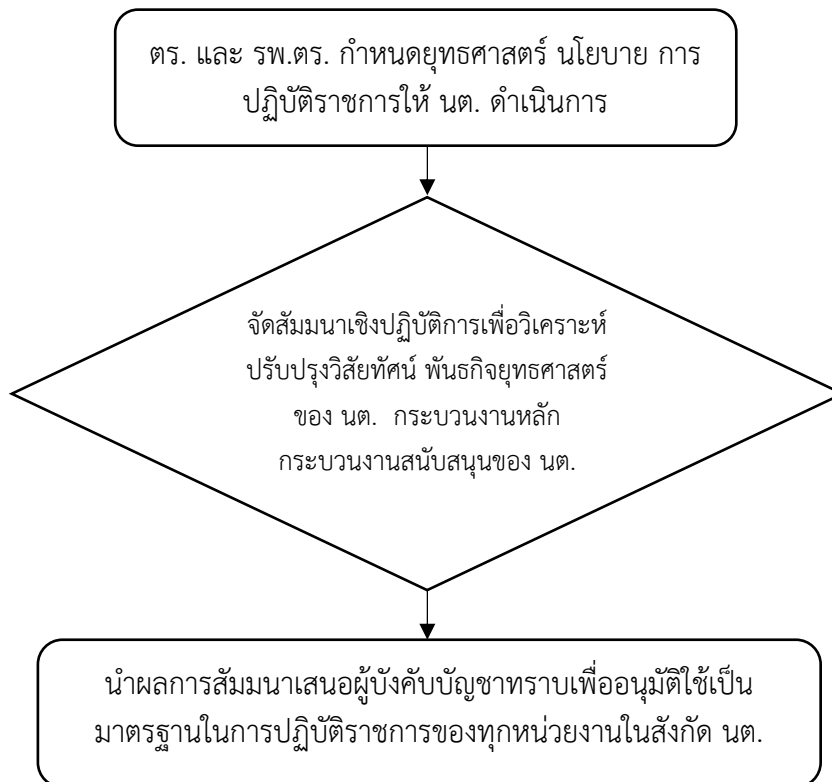 ตร. และ รพ.ตร. กำหนดยุทธศาสตร์ นโยบาย การ
ปฏิบัติราชการให้ นต. ดำเนินการ
จัดสัมมนาเชิงปฏิบัติการเพื่อวิเคราะห์
ปรับปรุงวิสัยทัศน์ พันธกิจยุทธศาสตร์
ของ นต. กระบวนงานหลัก
กระบวนงานสนับสนุนของ นต.
นำผลการสัมมนาเสนอผู้บังคับบัญชาทราบเพื่ออนุมัติใช้เป็น
มาตรฐานในการปฏิบัติราชการของทุกหน่วยงานในสังกัด นต.